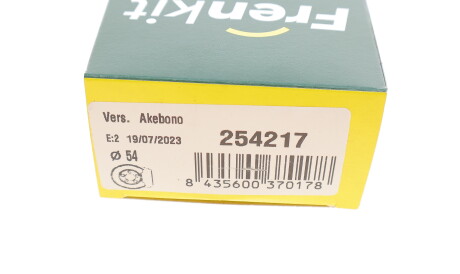 Frenkit
Vers. Akebono
E:2 19/07/2023 254217
Ø 54
8 435600 370178